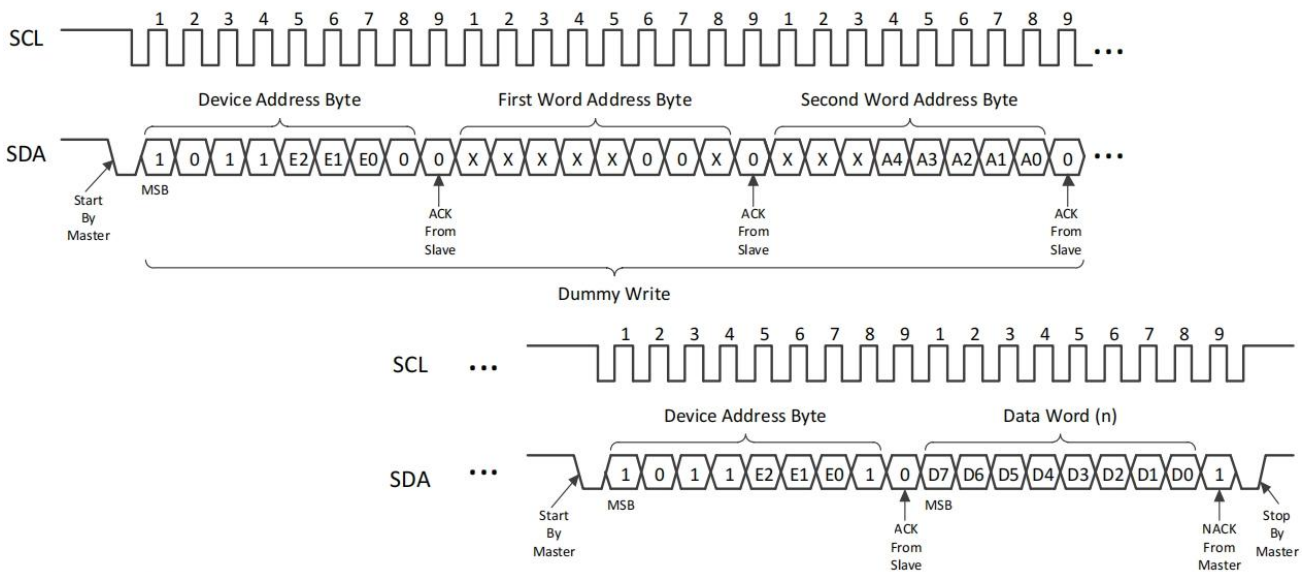 1 2 3 4 5 6 7 8 9 1 2 3 4 5 6 7 8 9 1 2 3 4 5 6 7 8 9
SCL ...
Device Address Byte First Word Address Byte Second Word Address Byte
SDA 1 0 1 1 E2 E1 E0 0 0 X X X X X 0 0 X 0 X X X A4 A3 A2 A1 A0 0 ...
MSB
Start
By
Master
ACK
From
Slave
ACK
From
Slave
ACK
From
Slave
Dummy Write
1 2 3 4 5 6 7 8 9 1 2 3 4 5 6 7 8 9
SCL ...
Device Address Byte Data Word (n)
SDA ... 1 0 1 1 E2 E1 E0 1 0 D7 D6 D5 D4 D3 D2 D1 D0 1
MSB MSB
Start
By
Master
ACK
From
Slave
NACK
From
Master
Stop
By
Master